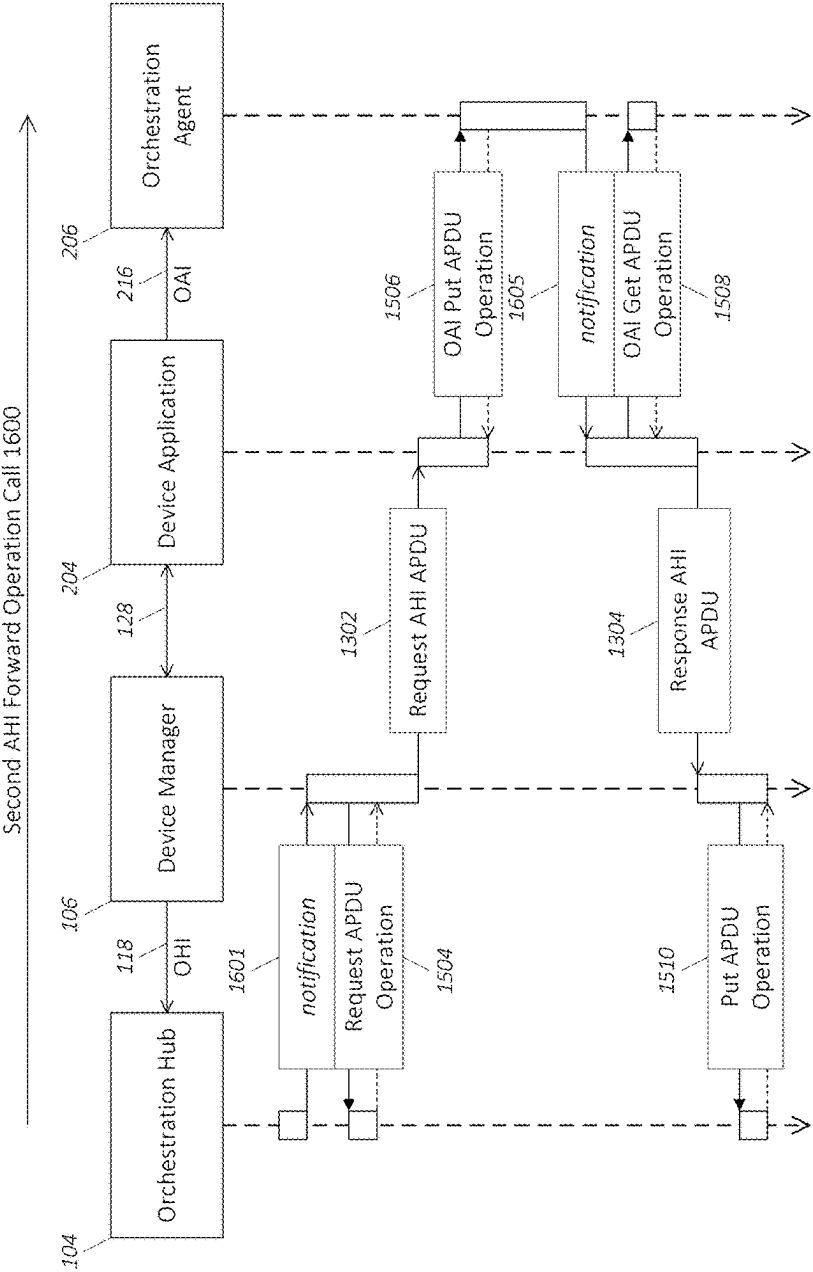 Second AHI Forward Operation Call 1600
104
Orchestration Hub
118
OHI
106
Device Manager
128
204
Device Application
216
OAI
206
Orchestration
Agent
1601
notification
Request APDU
Operation
1504
1302
Request AHI APDU
1506
OAI Put APDU
Operation
1605
notification
OAI Get APDU
Operation
1508
1304
Response AHI
APDU
1510
Put APDU
Operation